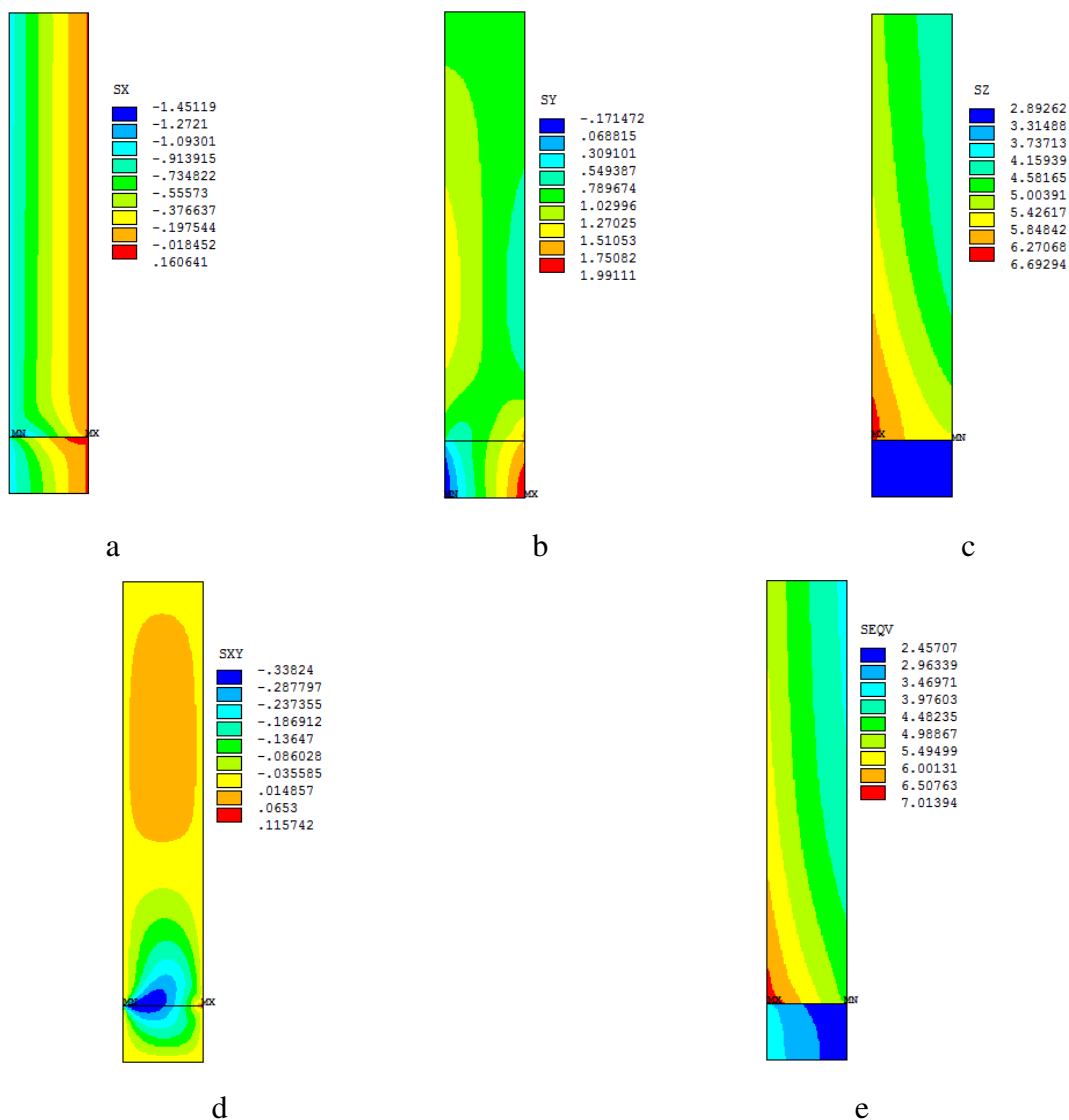 SX
-1.45119
-1.2721
-1.09301
-.913915
-.734822
-.55573
-.376637
-.197544
-.018452
.160641
MN
MX
a
SY
-.171472
.068815
.309101
.549387
.789674
1.02996
1.27025
1.51053
1.75082
1.99111
MN
MX
b
SZ
2.89262
3.31488
3.73713
4.15939
4.58165
5.00391
5.42617
5.84842
6.27068
6.69294
MX
MN
c
SXY
-.33824
-.287797
-.237355
-.186912
-.13647
-.086028
-.035585
.014857
.0653
.115742
MN
MX
d
SEQV
2.45707
2.96339
3.46971
3.97603
4.48235
4.98867
5.49499
6.00131
6.50763
7.01394
MX
MN
e